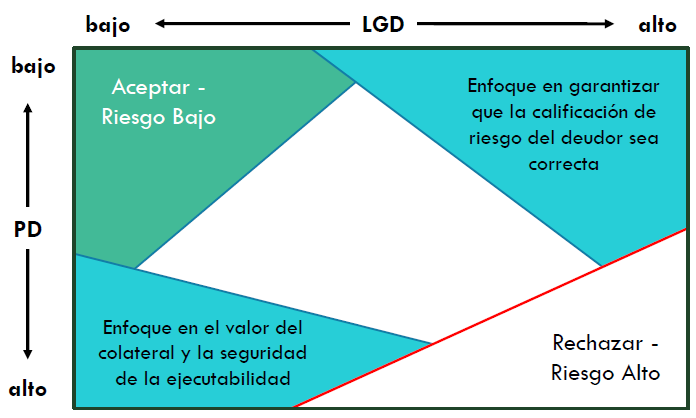 bajo
LGD
alto
bajo
PD
alto
Aceptar -
Riesgo Bajo
Enfoque en garantizar
que la calificación de
riesgo del deudor sea
correcta
Enfoque en el valor del
colateral y la seguridad
de la ejecutabilidad
Rechazar -
Riesgo Alto